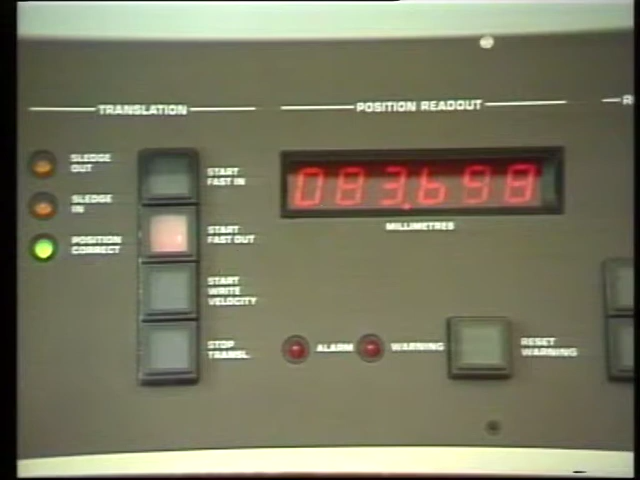 TRANSLATION
POSITION READOUT
R
SLEDGE
OUT
SLEDGE
IN
POSITION
CORRECT
START
FAST IN
START
FAST OUT
START
WRITE
VELOCITY
STOP
TRANSL.
083.698
MILLIMETRES
ALARM
WARNING
RESET
WARNING